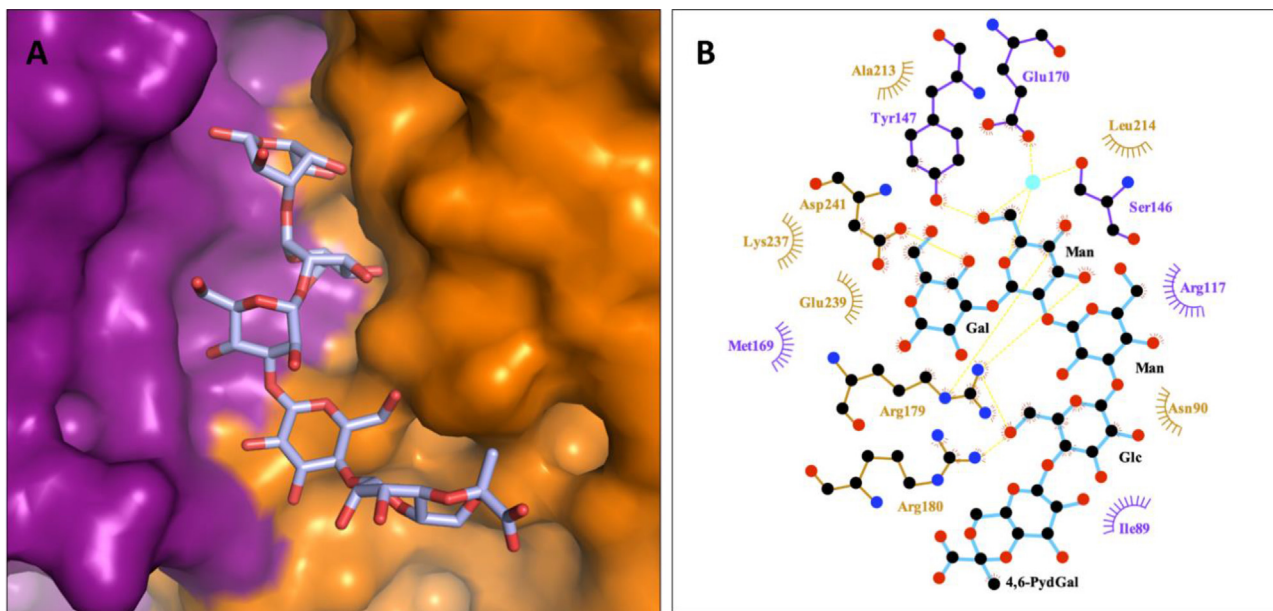 A
B
Ala213
Glu170
Tyr147
Leu214
Asp241
Ser146
Lys237
Man
Glu239
Arg117
Gal
Met169
Man
Arg179
Asn90
Glc
Arg180
Ile89
4,6-PydGal